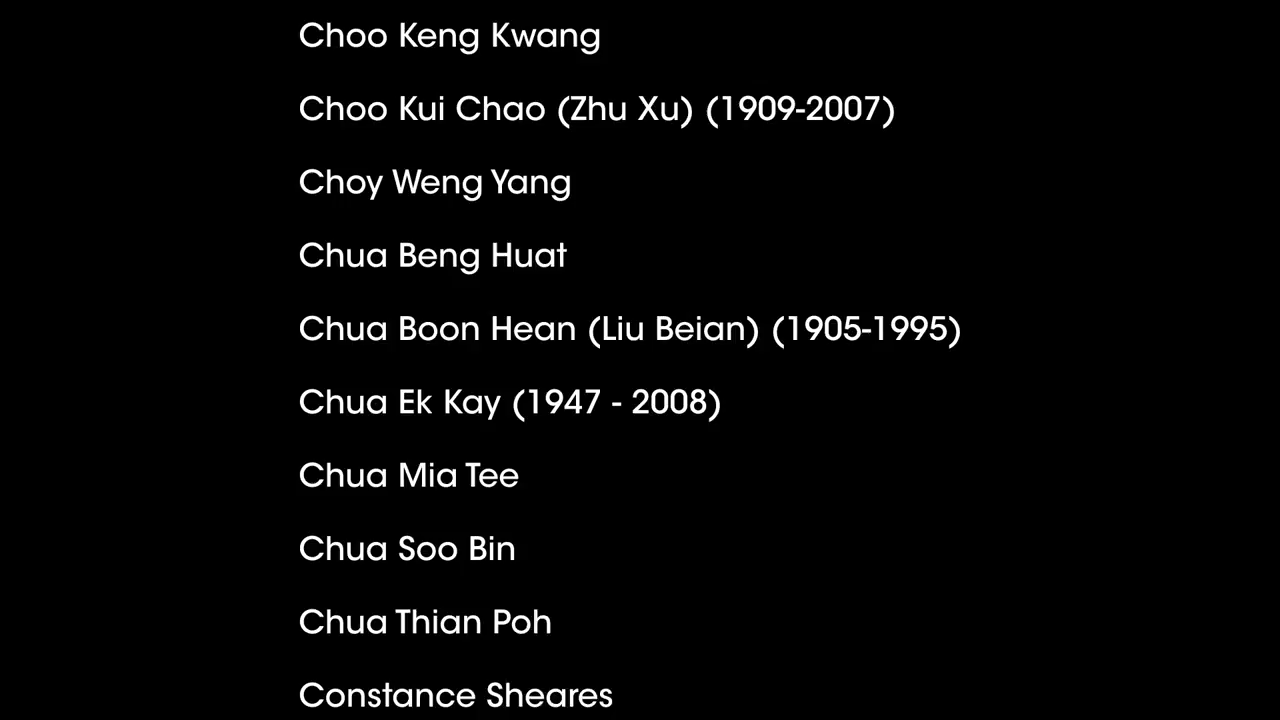 Choo Keng Kwang
Choo Kui Chao (Zhu Xu) (1909-2007)
Choy Weng Yang
Chua Beng Huat
Chua Boon Hean (Liu Beian) (1905-1995)
Chua Ek Kay (1947 - 2008)
Chua Mia Tee
Chua Soo Bin
Chua Thian Poh
Constance Sheares